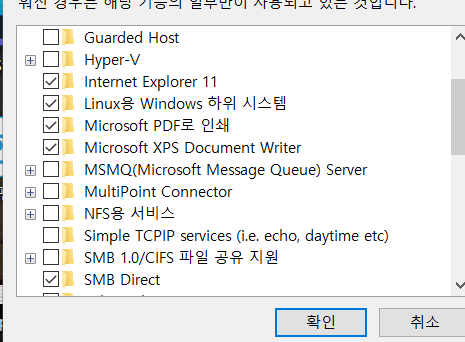 경우는 해당 기능의 일부만이 사용되고 있는 것입니다.
Guarded Host
Hyper-V
Internet Explorer 11
Linux용 Windows 하위 시스템
Microsoft PDF로 인쇄
Microsoft XPS Document Writer
MSMQ(Microsoft Message Queue) Server
MultiPoint Connector
NFS용 서비스
Simple TCPIP services (i.e. echo, daytime etc)
SMB 1.0/CIFS 파일 공유 지원
SMB Direct
확인
취소